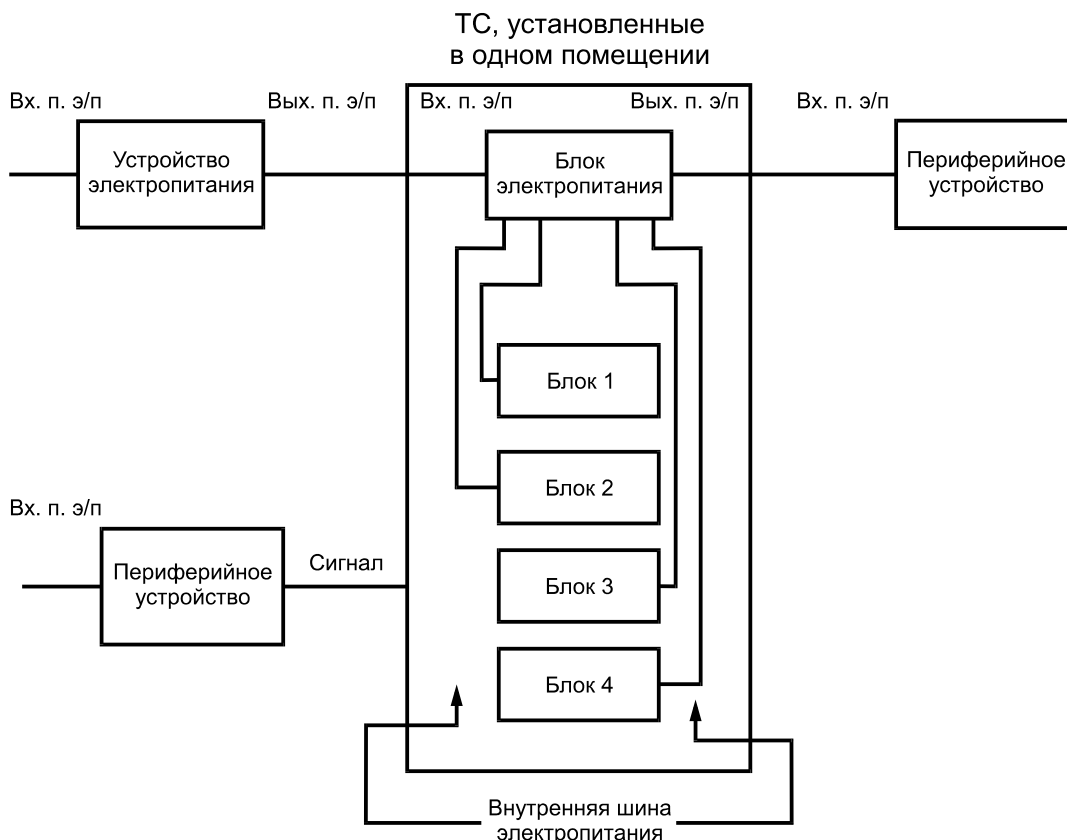 ТС, установленные
в одном помещении
Вх. п. э/п
Вых. п. э/п
Вх. п. э/п
Вых. п. э/п
Вх. п. э/п
Устройство
электропитания
Блок
электропитания
Периферийное
устройство
Блок 1
Блок 2
Вх. п. э/п
Периферийное
устройство
Сигнал
Блок 3
Блок 4
Внутренняя шина
электропитания